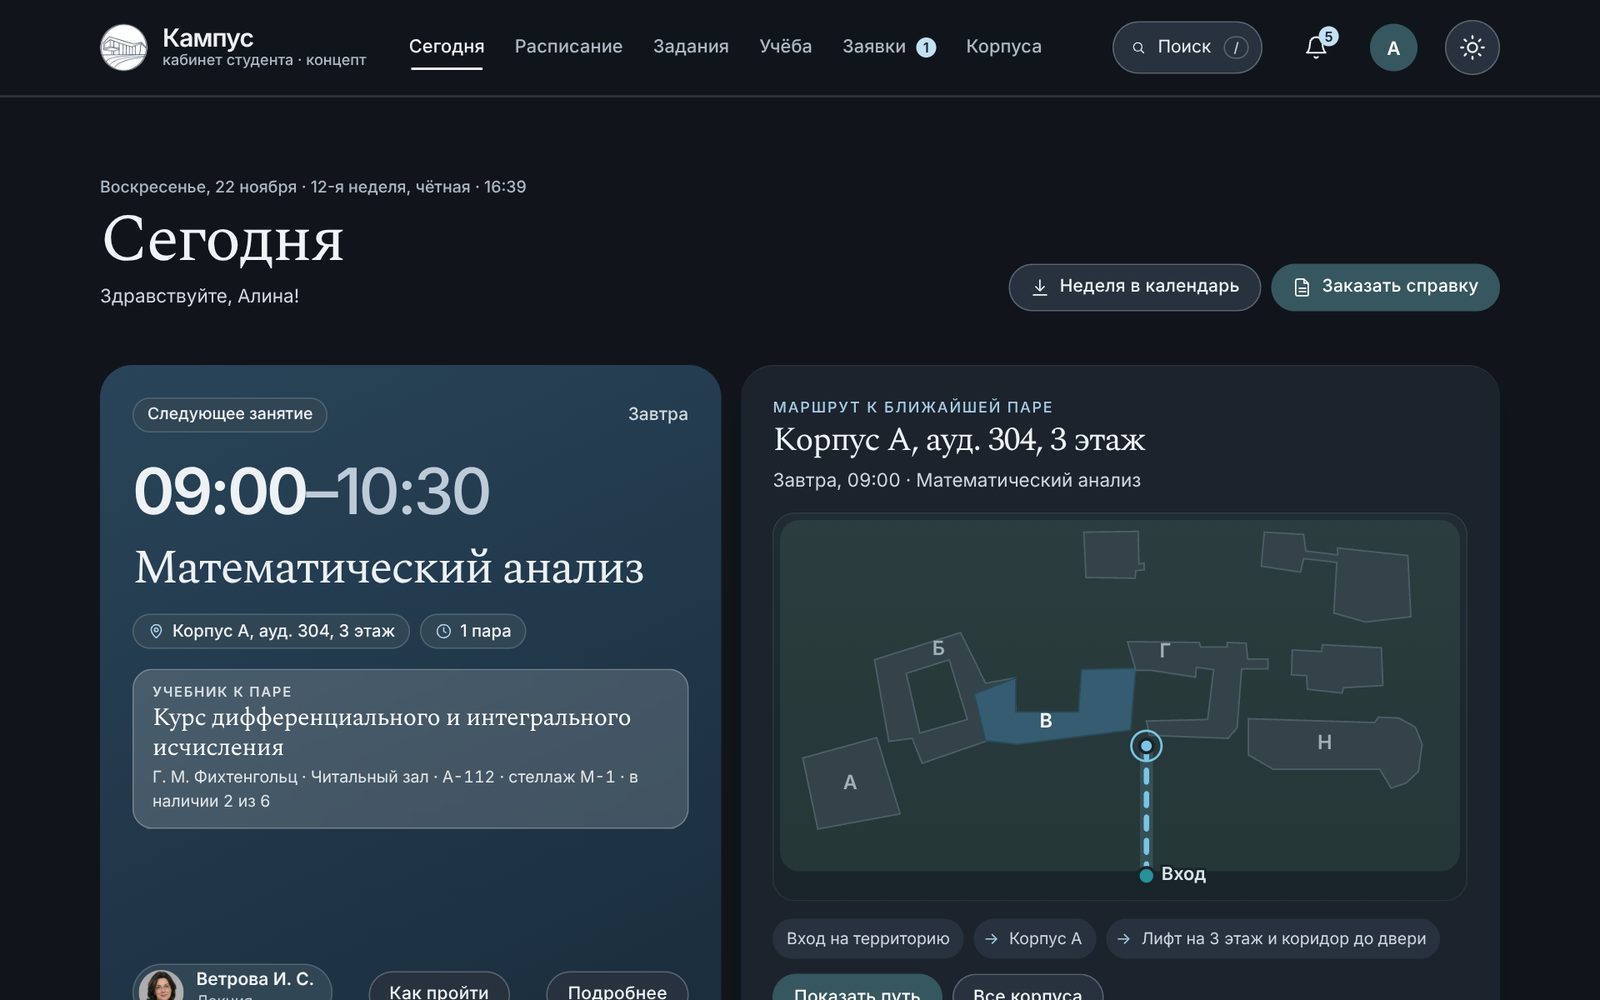 Кампус
кабинет студента · концепт
Сегодня
Расписание
Задания
Учёба
Заявки 1
Корпуса
Поиск /
5
А
Воскресенье, 22 ноября · 12-я неделя, чётная · 16:39
Сегодня
Здравствуйте, Алина!
Неделя в календарь
Заказать справку
Следующее занятие
Завтра
09:00–10:30
Математический анализ
Корпус А, ауд. 304, 3 этаж
1 пара
УЧЕБНИК К ПАРЕ
Курс дифференциального и интегрального
исчисления
Г. М. Фихтенгольц · Читальный зал · А-112 · стеллаж М-1 · в
наличии 2 из 6
Ветрова И. С.
Лекция
Как пройти
Подробнее
МАРШРУТ К БЛИЖАЙШЕЙ ПАРЕ
Корпус А, ауд. 304, 3 этаж
Завтра, 09:00 · Математический анализ
Б
Г
В
Н
А
Вход
Вход на территорию
→ Корпус А
→ Лифт на 3 этаж и коридор до двери
Показать путь
Все корпуса